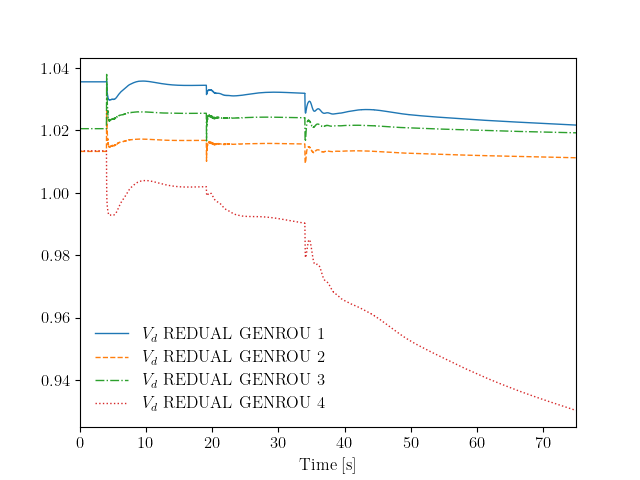 1.04
1.02
1.00
0.98
0.96
0.94
V_d REDUAL GENROU 1
V_d REDUAL GENROU 2
V_d REDUAL GENROU 3
V_d REDUAL GENROU 4
0 10 20 30 40 50 60 70
Time [s]